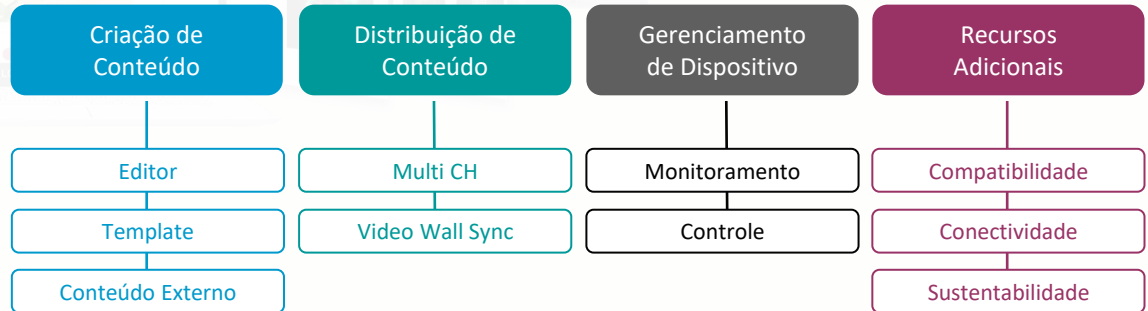 Criação de
Conteúdo
Distribuição de
Conteúdo
Gerenciamento
de Dispositivo
Recursos
Adicionais
Editor
Multi CH
Monitoramento
Compatibilidade
Template
Video Wall Sync
Controle
Conectividade
Conteúdo Externo
Sustentabilidade